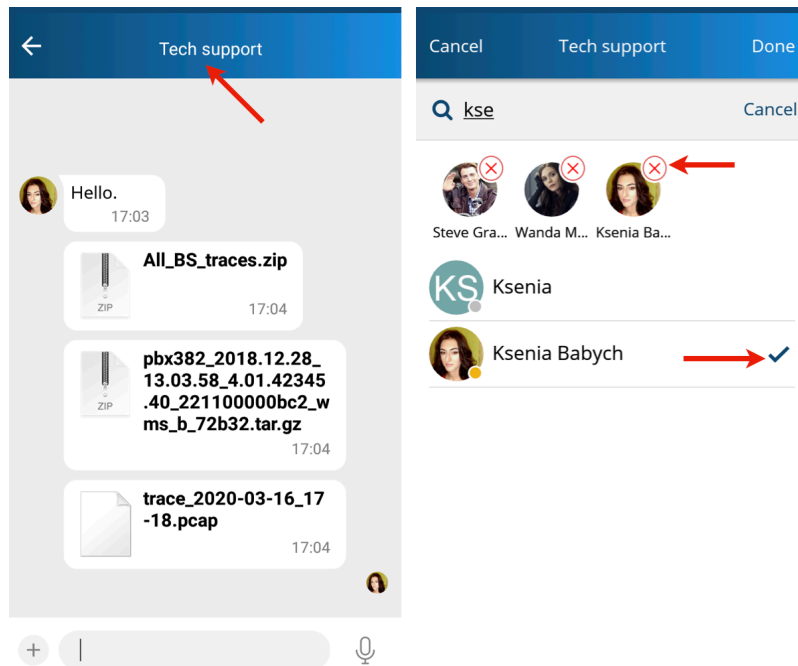 Tech support
Hello.
17:03
ZIP
All_BS_traces.zip
17:04
ZIP
pbx382_2018.12.28_
13.03.58_4.01.42345
.40_221100000bc2_w
ms_b_72b32.tar.gz
17:04
trace_2020-03-16_17
-18.pcap
17:04
Cancel Tech support Done
kse Cancel
Steve Gra... Wanda M... Ksenia Ba...
KS Ksenia
Ksenia Babych